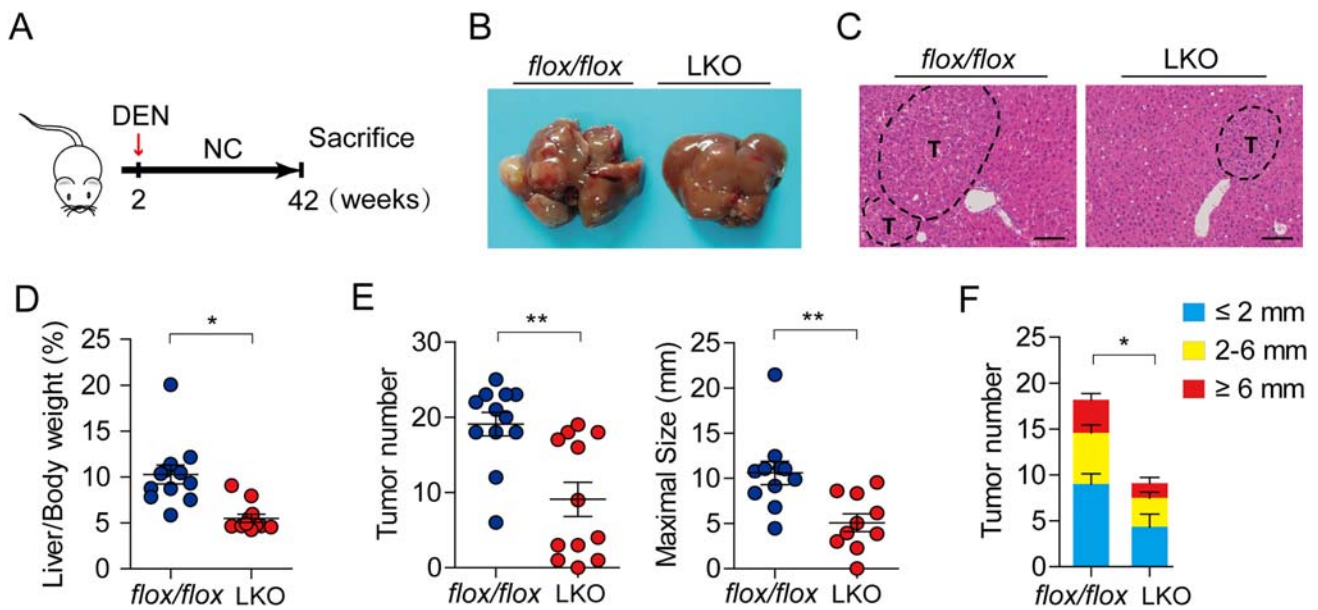 A
DEN
NC
Sacrifice
2
42 (weeks)
B
flox/flox
LKO
C
flox/flox
LKO
T
T
T
D
Liver/Body weight (%)
25
20
15
10
5
0
*
flox/flox
LKO
E
Tumor number
30
20
10
0
**
flox/flox
LKO
Maximal Size (mm)
25
20
15
10
5
0
**
flox/flox
LKO
F
Tumor number
25
20
15
10
5
0
*
flox/flox
LKO
≤ 2 mm
2-6 mm
≥ 6 mm